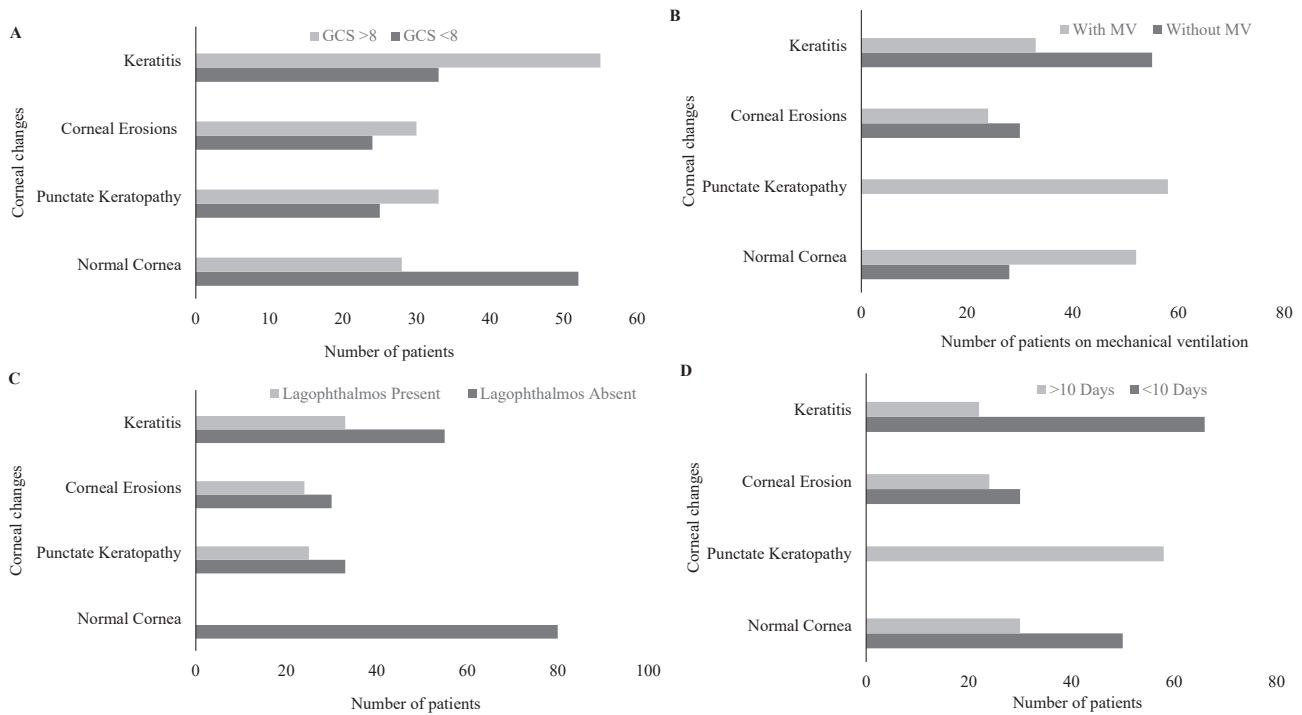 A
GCS >8 GCS <8
Corneal changes
Keratitis
Corneal Erosions
Punctate Keratopathy
Normal Cornea
0 10 20 30 40 50 60
Number of patients
B
With MV Without MV
Corneal changes
Keratitis
Corneal Erosions
Punctate Keratopathy
Normal Cornea
0 20 40 60 80
Number of patients on mechanical ventilation
C
Lagophthalmos Present Lagophthalmos Absent
Corneal changes
Keratitis
Corneal Erosions
Punctate Keratopathy
Normal Cornea
0 20 40 60 80 100
Number of patients
D
>10 Days <10 Days
Corneal changes
Keratitis
Corneal Erosion
Punctate Keratopathy
Normal Cornea
0 20 40 60 80
Number of patients